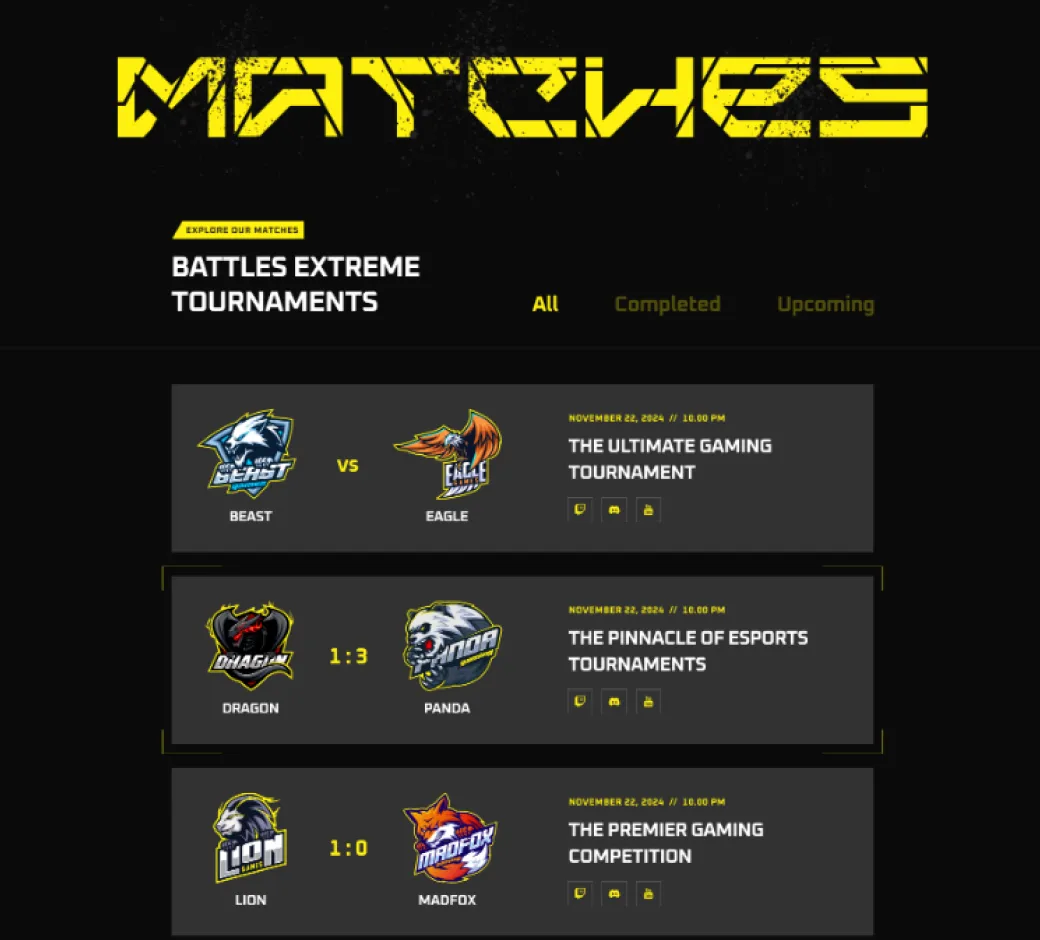 MATCHES
EXPLORE OUR MATCHES
BATTLES EXTREME
TOURNAMENTS
All
Completed
Upcoming
BEAST
BEAST
VS
EAGLE
EAGLE
NOVEMBER 22, 2024 // 10.00 PM
THE ULTIMATE GAMING
TOURNAMENT
DRAGON
DRAGON
1 : 3
PANDA
PANDA
NOVEMBER 22, 2024 // 10.00 PM
THE PINNACLE OF ESPORTS
TOURNAMENTS
LION
GAMES
LION
1 : 0
MADFOX
MADFOX
NOVEMBER 22, 2024 // 10.00 PM
THE PREMIER GAMING
COMPETITION